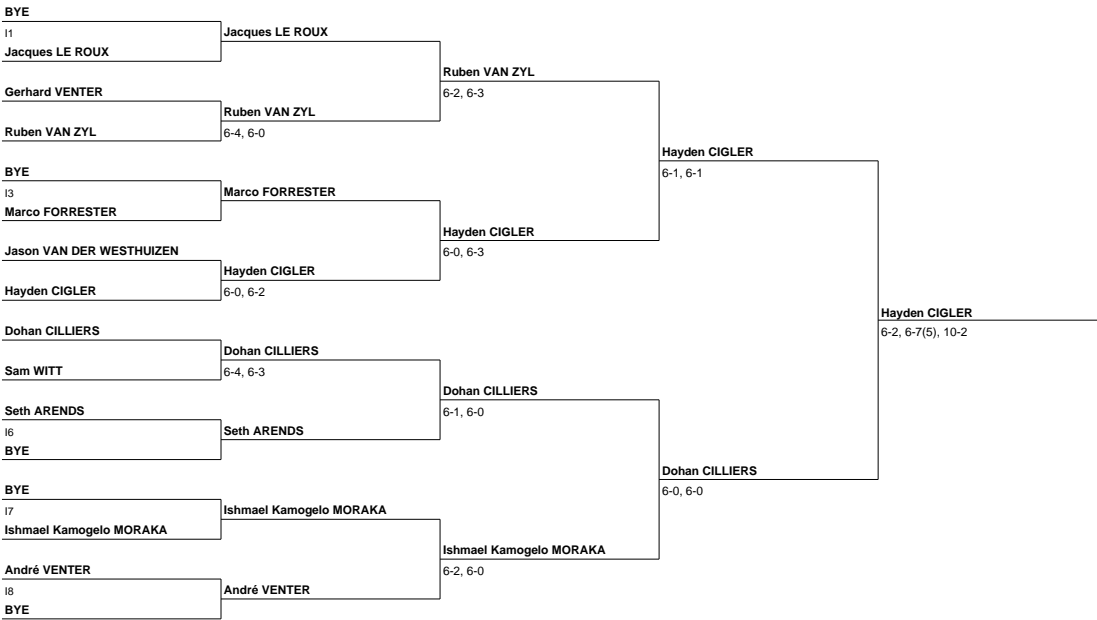 BYE
I1
Jacques LE ROUX
Gerhard VENTER
Ruben VAN ZYL
BYE
I3
Marco FORRESTER
Jason VAN DER WESTHUIZEN
Hayden CIGLER
Dohan CILLIERS
Sam WITT
Seth ARENDS
I6
BYE
BYE
I7
Ishmael Kamogelo MORAKA
André VENTER
I8
BYE
Jacques LE ROUX
Ruben VAN ZYL
6-4, 6-0
Marco FORRESTER
Hayden CIGLER
6-0, 6-2
Dohan CILLIERS
6-4, 6-3
Seth ARENDS
Ishmael Kamogelo MORAKA
André VENTER
Ruben VAN ZYL
6-2, 6-3
Hayden CIGLER
6-0, 6-3
Dohan CILLIERS
6-1, 6-0
Ishmael Kamogelo MORAKA
6-2, 6-0
Hayden CIGLER
6-1, 6-1
Dohan CILLIERS
6-0, 6-0
Hayden CIGLER
6-2, 6-7(5), 10-2